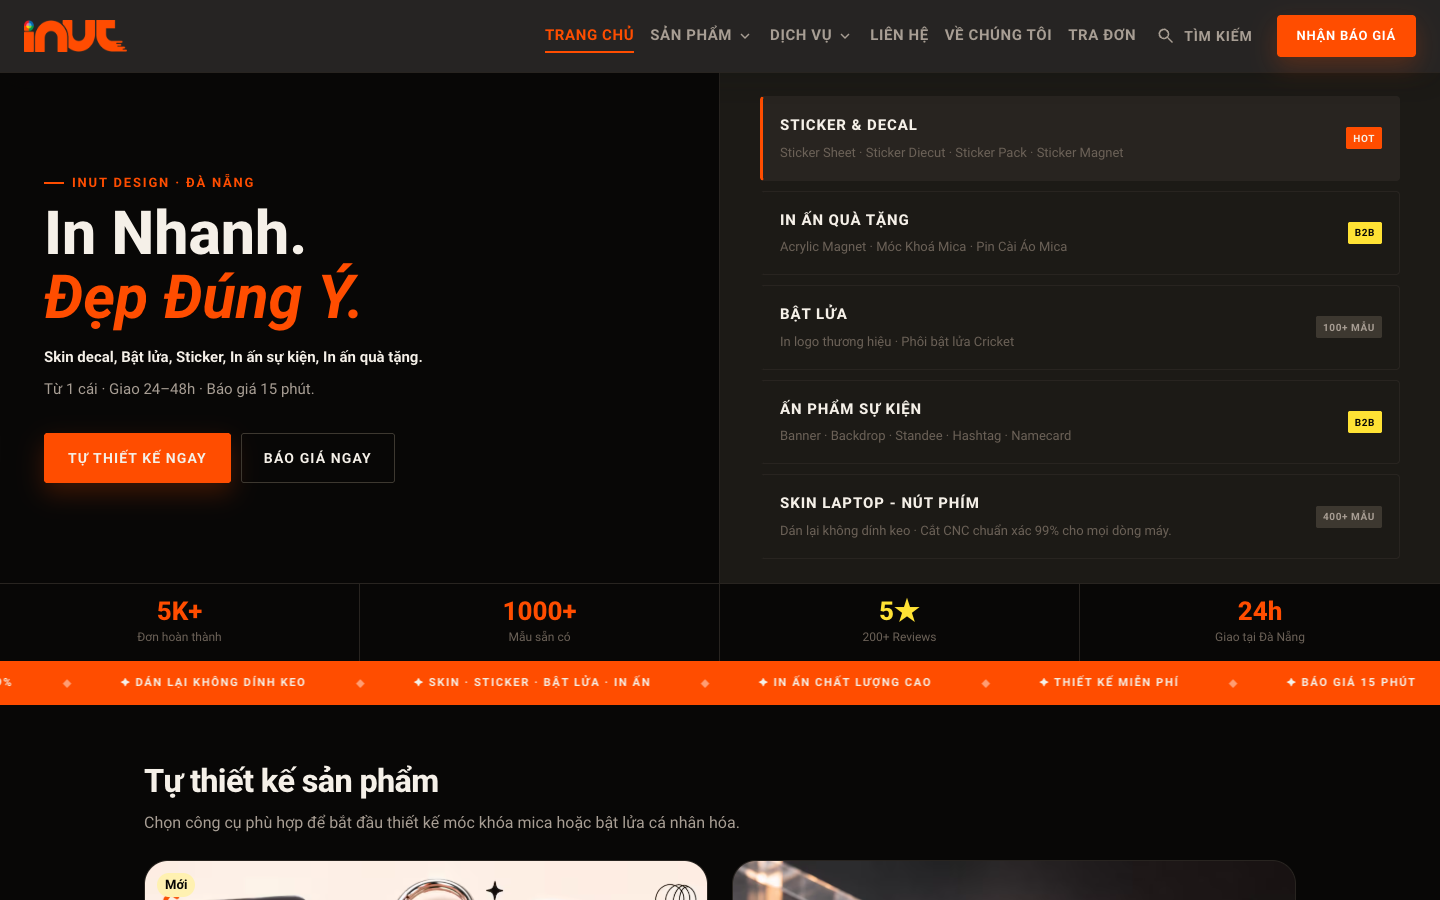 inut
TRANG CHỦ
SẢN PHẨM
DỊCH VỤ
LIÊN HỆ
VỀ CHÚNG TÔI
TRA ĐƠN
TÌM KIẾM
NHẬN BÁO GIÁ
INUT DESIGN · ĐÀ NẴNG
In Nhanh.
Đẹp Đúng Ý.
Skin decal, Bật lửa, Sticker, In ấn sự kiện, In ấn quà tặng.
Từ 1 cái · Giao 24–48h · Báo giá 15 phút.
TỰ THIẾT KẾ NGAY
BÁO GIÁ NGAY
STICKER & DECAL
Sticker Sheet · Sticker Diecut · Sticker Pack · Sticker Magnet
HOT
IN ẤN QUÀ TẶNG
Acrylic Magnet · Móc Khoá Mica · Pin Cài Áo Mica
B2B
BẬT LỬA
In logo thương hiệu · Phôi bật lửa Cricket
100+ MẪU
ẤN PHẨM SỰ KIỆN
Banner · Backdrop · Standee · Hashtag · Namecard
B2B
SKIN LAPTOP - NÚT PHÍM
Dán lại không dính keo · Cắt CNC chuẩn xác 99% cho mọi dòng máy.
400+ MẪU
5K+
Đơn hoàn thành
1000+
Mẫu sẵn có
5★
200+ Reviews
24h
Giao tại Đà Nẵng
%
✦ DÁN LẠI KHÔNG DÍNH KEO
◆
✦ SKIN · STICKER · BẬT LỬA · IN ẤN
◆
✦ IN ẤN CHẤT LƯỢNG CAO
◆
✦ THIẾT KẾ MIỄN PHÍ
◆
✦ BÁO GIÁ 15 PHÚT
Tự thiết kế sản phẩm
Chọn công cụ phù hợp để bắt đầu thiết kế móc khóa mica hoặc bật lửa cá nhân hóa.
Mới